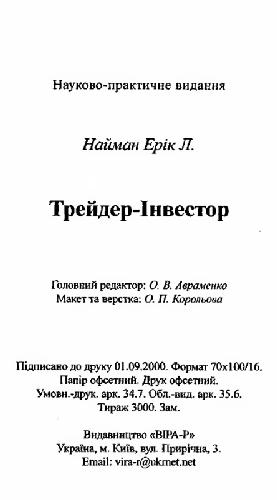 Науково-практичне видання
Найман Ерік Л.
Трейдер-Інвестор
Головний редактор: О. В. Авраменко
Макет та верстка: О. П. Корольова
Підписано до друку 01.09.2000. Формат 70х100/16.
Папір офсетний. Друк офсетний.
Умовн.-друк. арк. 34.7. Обл.-вид. арк. 35.6.
Тираж 3000. Зам.
Видавництво «ВІРА-Р»
Україна, м. Київ, вул. Прирічна, 3.
Email: vira-r@ukrnet.net